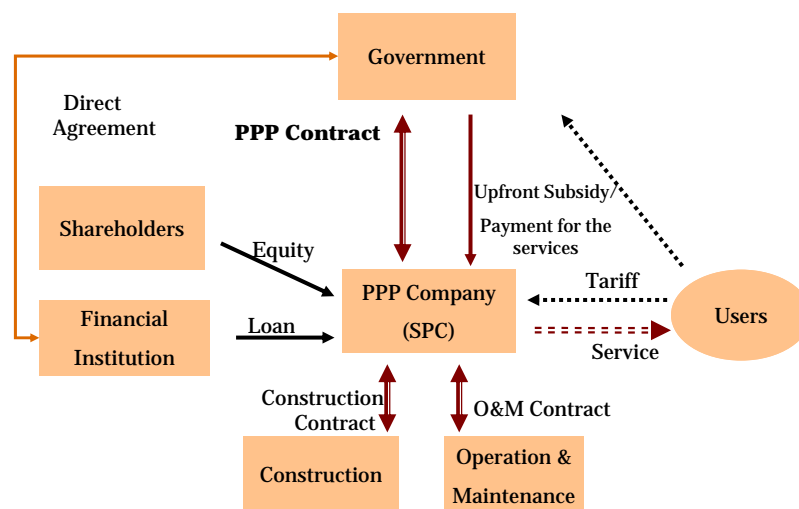 Government
Direct
Agreement
PPP Contract
Upfront Subsidy/
Payment for the
services
Shareholders
Equity
PPP Company
(SPC)
Tariff
Users
Financial
Institution
Loan
Service
Construction
Contract
O&M Contract
Construction
Operation &
Maintenance